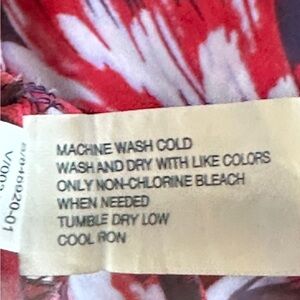 MACHINE WASH COLD
WASH AND DRY WITH LIKE COLORS
ONLY NON-CHLORINE BLEACH
WHEN NEEDED
TUMBLE DRY LOW
COOL IRON